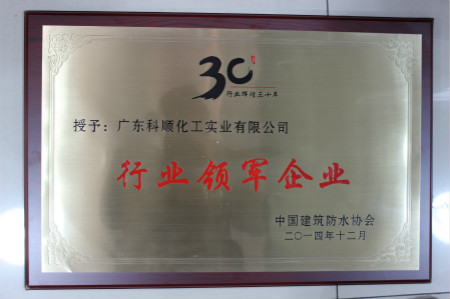 30
行业辉煌三十年
授予：广东科顺化工实业有限公司
行业领军企业
中国建筑防水协会
二〇一四年十二月